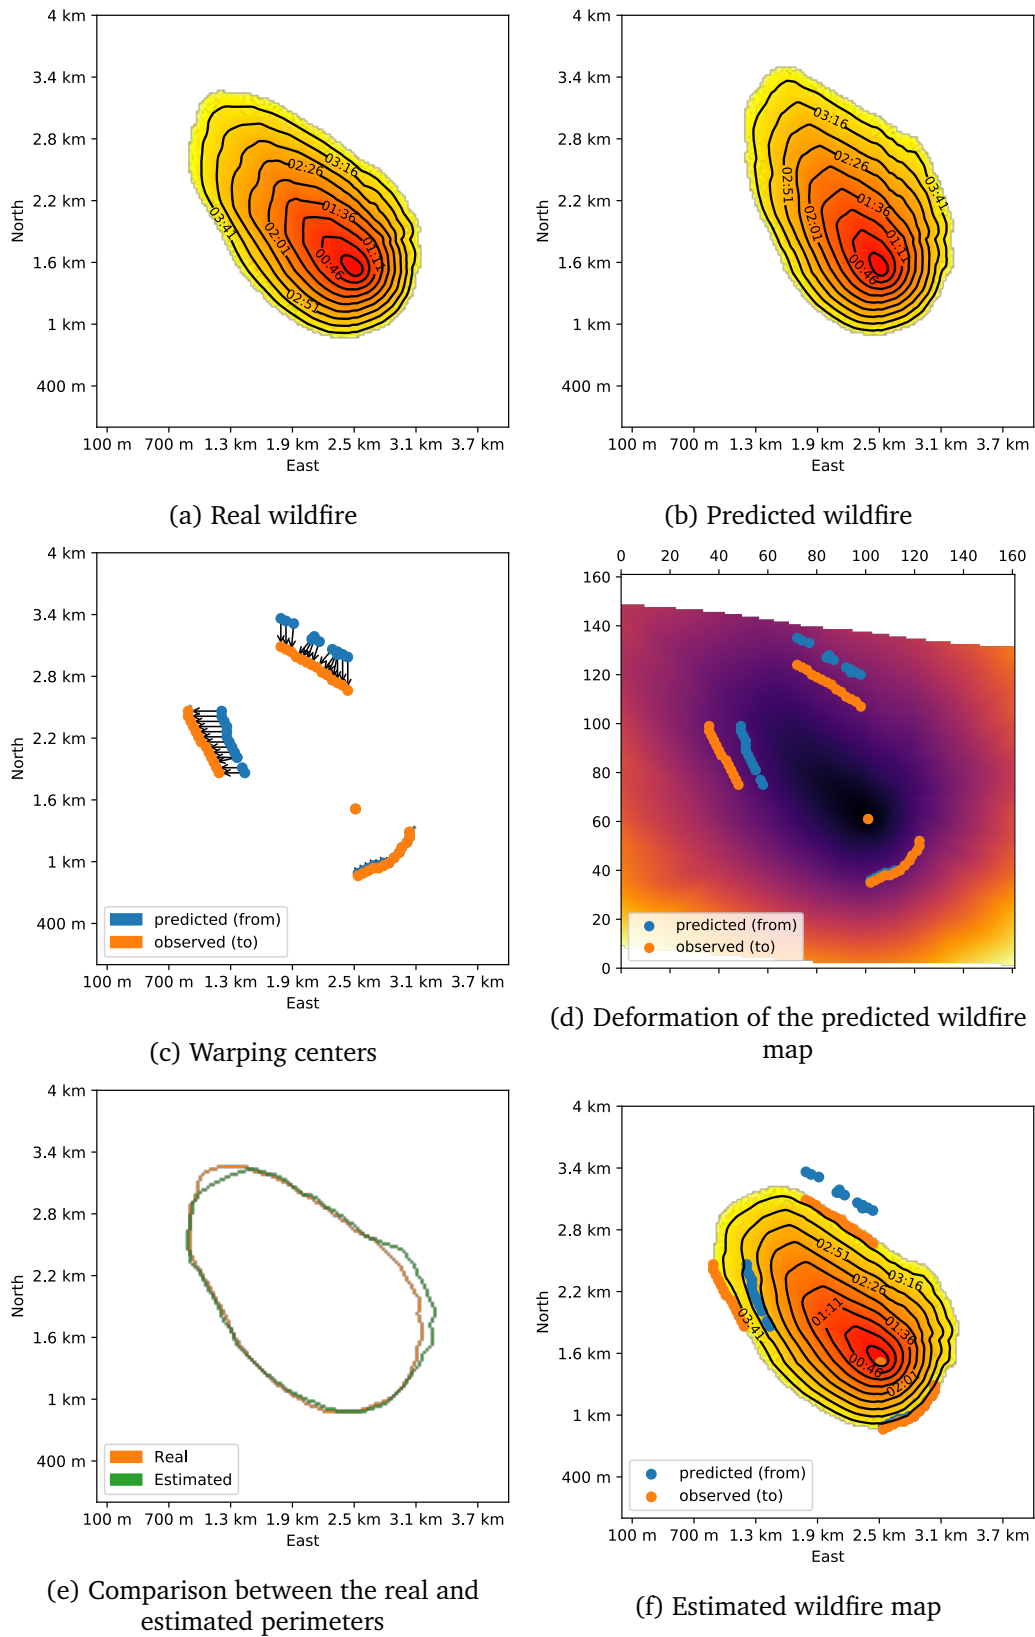 4 km
3.4 km
2.8 km
2.2 km
1.6 km
1 km
400 m
North
03:16
02:26
01:36
01:11
00:46
02:01
03:41
02:51
100 m 700 m 1.3 km 1.9 km 2.5 km 3.1 km 3.7 km
East
(a) Real wildfire
4 km
3.4 km
2.8 km
2.2 km
1.6 km
1 km
400 m
North
03:16
02:26
03:41
02:51
01:36
02:01
01:11
00:46
100 m 700 m 1.3 km 1.9 km 2.5 km 3.1 km 3.7 km
East
(b) Predicted wildfire
4 km
3.4 km
2.8 km
2.2 km
1.6 km
1 km
400 m
North
predicted (from)
observed (to)
100 m 700 m 1.3 km 1.9 km 2.5 km 3.1 km 3.7 km
East
(c) Warping centers
0 20 40 60 80 100 120 140 160
160
140
120
100
80
60
40
20
0
predicted (from)
observed (to)
(d) Deformation of the predicted wildfire
map
4 km
3.4 km
2.8 km
2.2 km
1.6 km
1 km
400 m
North
Real
Estimated
100 m 700 m 1.3 km 1.9 km 2.5 km 3.1 km 3.7 km
East
(e) Comparison between the real and
estimated perimeters
4 km
3.4 km
2.8 km
2.2 km
1.6 km
1 km
400 m
North
02:51
03:16
02:26
01:11
01:36
03:41
00:46
02:01
predicted (from)
observed (to)
100 m 700 m 1.3 km 1.9 km 2.5 km 3.1 km 3.7 km
East
(f) Estimated wildfire map